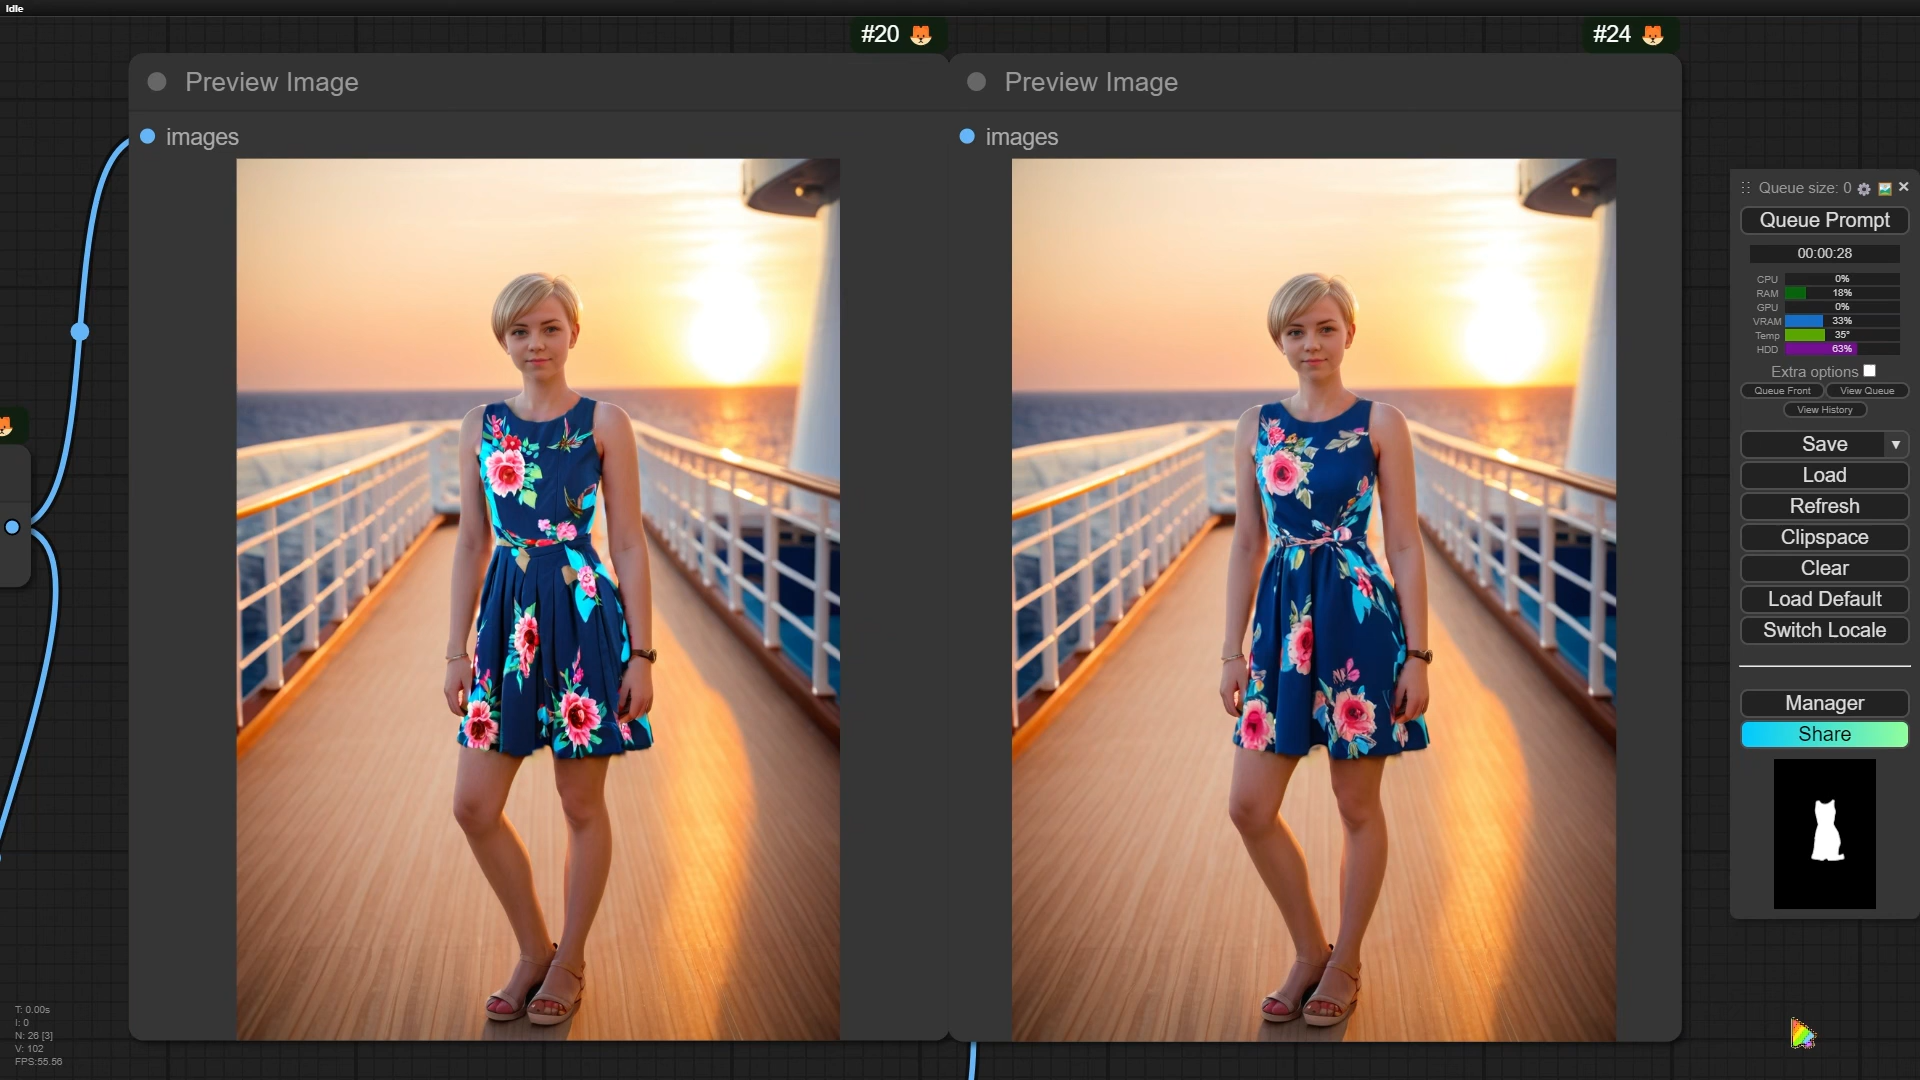 Idle
#20
#24
Preview Image
Preview Image
images
images
Queue size: 0
Queue Prompt
00:00:28
CPU 0%
RAM 18%
GPU 0%
VRAM 33%
Temp 35°
HDD 63%
Extra options
Queue Front View Queue
View History
Save
Load
Refresh
Clipspace
Clear
Load Default
Switch Locale
Manager
Share
T: 0.00s
I: 0
N: 26 [3]
V: 102
FPS:55.56